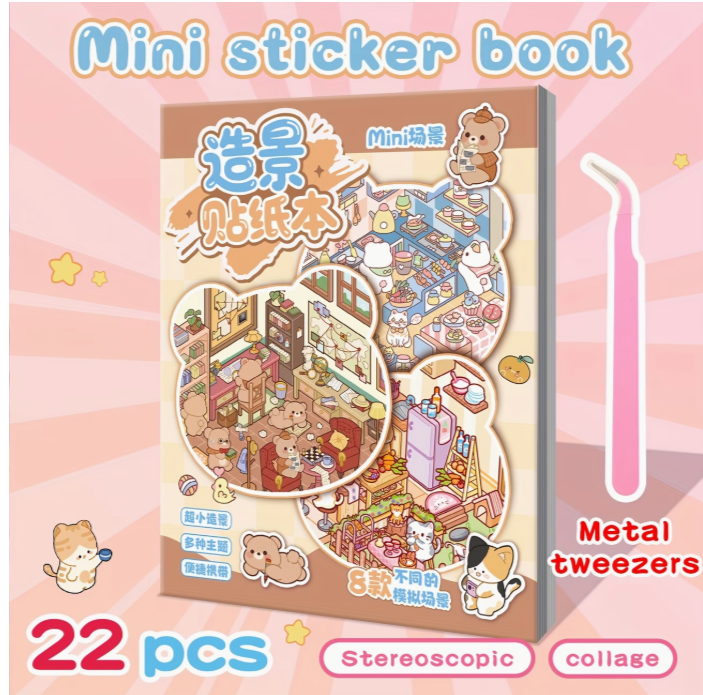 Mini sticker book
造景
贴纸本
Mini场景
超小造景
多种主题
便捷携带
8款不同的
模拟场景
Metal
tweezers
22 pcs
Stereoscopic
collage